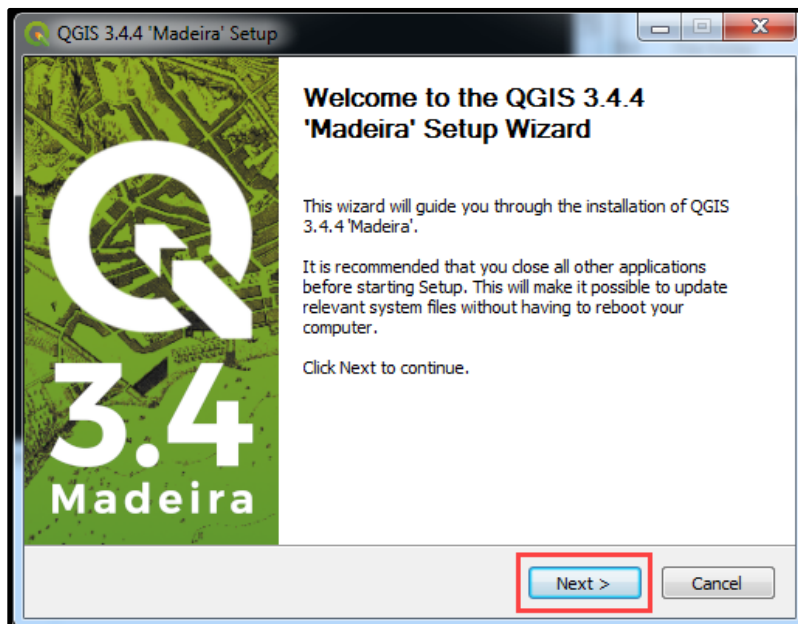 QGIS 3.4.4 'Madeira' Setup
Welcome to the QGIS 3.4.4
'Madeira' Setup Wizard
This wizard will guide you through the installation of QGIS
3.4.4 'Madeira'.
It is recommended that you close all other applications
before starting Setup. This will make it possible to update
relevant system files without having to reboot your
computer.
Click Next to continue.
3.4
Madeira
Next >
Cancel